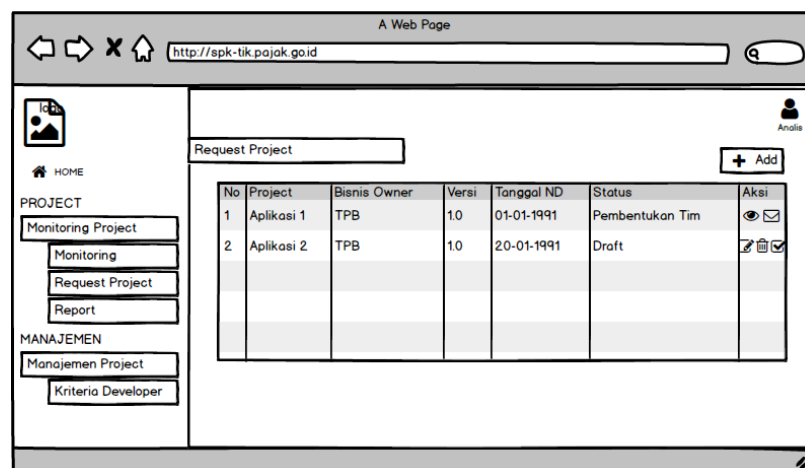 A Web Page
http://spk-tik.pajak.go.id
logo
Analis
HOME
Request Project
Add
PROJECT
Monitoring Project
Monitoring
Request Project
Report
MANAJEMEN
Manajemen Project
Kriteria Developer
No Project Bisnis Owner Versi Tanggal ND Status Aksi
1 Aplikasi 1 TPB 1.0 01-01-1991 Pembentukan Tim
2 Aplikasi 2 TPB 1.0 20-01-1991 Draft